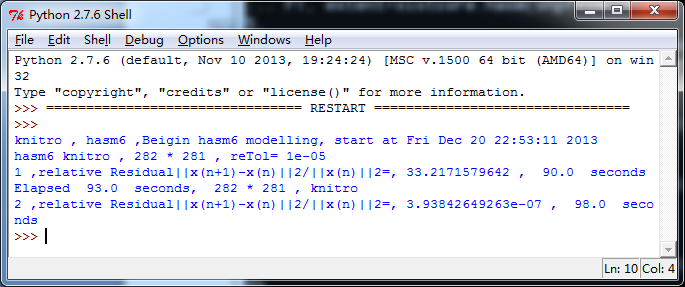 Python 2.7.6 Shell
File Edit Shell Debug Options Windows Help
Python 2.7.6 (default, Nov 10 2013, 19:24:24) [MSC v.1500 64 bit (AMD64)] on win
32
Type "copyright", "credits" or "license()" for more information.
>>> ================================ RESTART ================================
>>>
knitro , hasm6 ,Beigin hasm6 modelling, start at Fri Dec 20 22:53:11 2013
hasm6 knitro , 282 * 281 , reTol= 1e-05
1 ,relative Residual||x(n+1)-x(n)||2/||x(n)||2=, 33.2171579642 ,  90.0  seconds
Elapsed  93.0  seconds,  282 * 281 , knitro
2 ,relative Residual||x(n+1)-x(n)||2/||x(n)||2=, 3.93842649263e-07 ,  98.0  seco
nds
>>>
Ln: 10 Col: 4